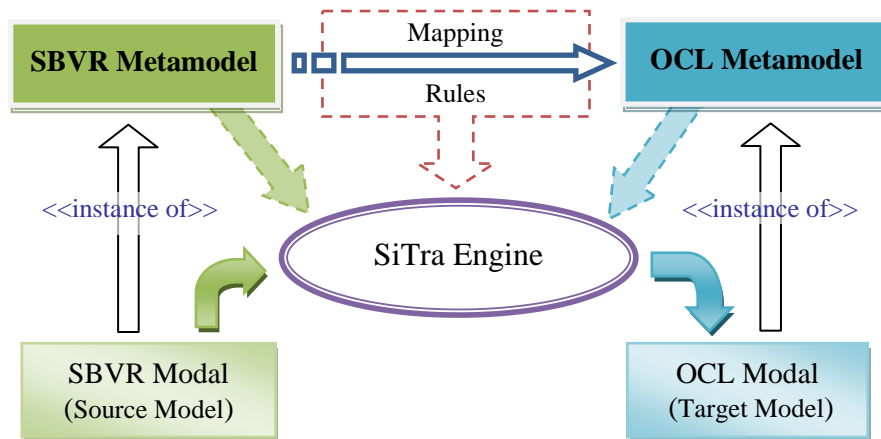 Mapping
SBVR Metamodel
OCL Metamodel
Rules
<<instance of>>
<<instance of>>
SiTra Engine
SBVR Modal
(Source Model)
OCL Modal
(Target Model)